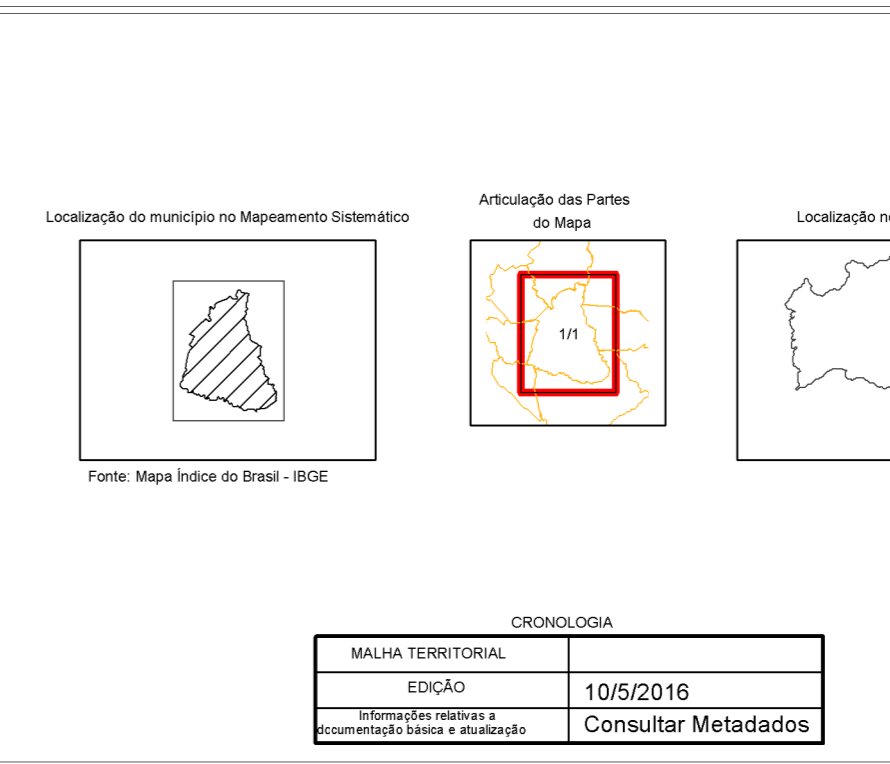 Localização do município no Mapeamento Sistemático
Articulação das Partes
do Mapa
Localização n
1/1
Fonte: Mapa Índice do Brasil - IBGE
CRONOLOGIA
MALHA TERRITORIAL
EDIÇÃO
10/5/2016
Informações relativas a
dccumentação básica e atualização
Consultar Metadados